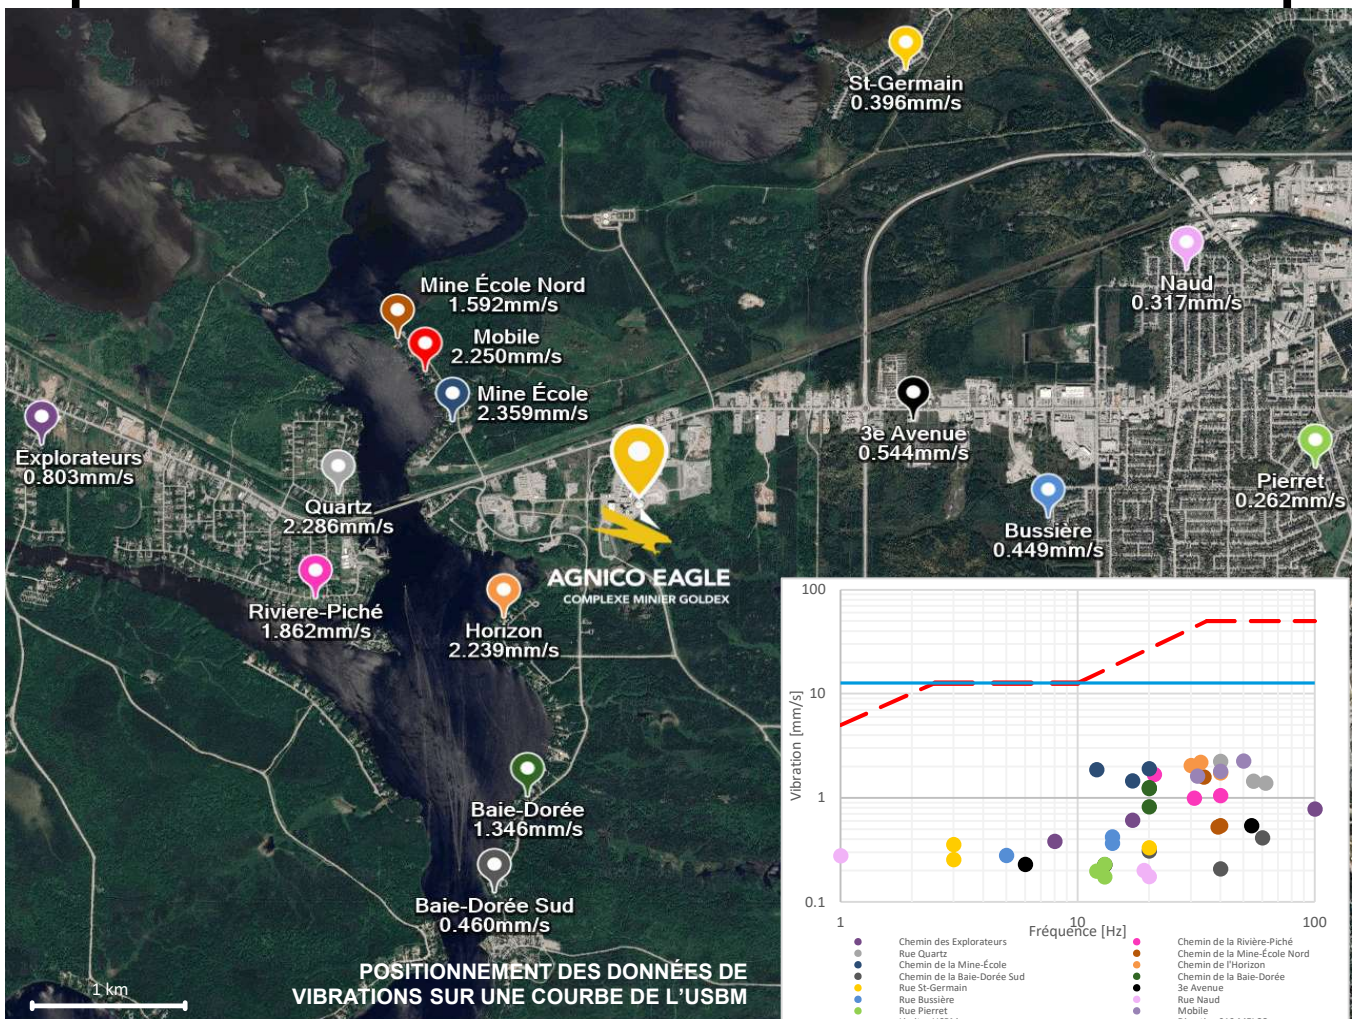 St-Germain
0.396mm/s
Mine École Nord
1.592mm/s
Mobile
2.250mm/s
Mine École
2.359mm/s
Naud
0.317mm/s
Explorateurs
0.803mm/s
Quartz
2.286mm/s
3e Avenue
0.544mm/s
Pierret
0.262mm/s
Bussière
0.449mm/s
AGNICO EAGLE
COMPLEXE MINIER GOLDEX
Riviere-Piché
1.862mm/s
Horizon
2.239mm/s
Baie-Dorée
1.346mm/s
Baie-Dorée Sud
0.460mm/s
POSITIONNEMENT DES DONNÉES DE
VIBRATIONS SUR UNE COURBE DE L'USBM
1 km
100
10
1
0.1
Vibration [mm/s]
1
10
100
Fréquence [Hz]
Chemin des Explorateurs
Chemin de la Rivière-Piché
Rue Quartz
Chemin de la Mine-École Nord
Chemin de la Mine-École
Chemin de l'Horizon
Chemin de la Baie-Dorée Sud
Chemin de la Baie-Dorée
Rue St-Germain
3e Avenue
Rue Bussière
Rue Naud
Rue Pierret
Mobile